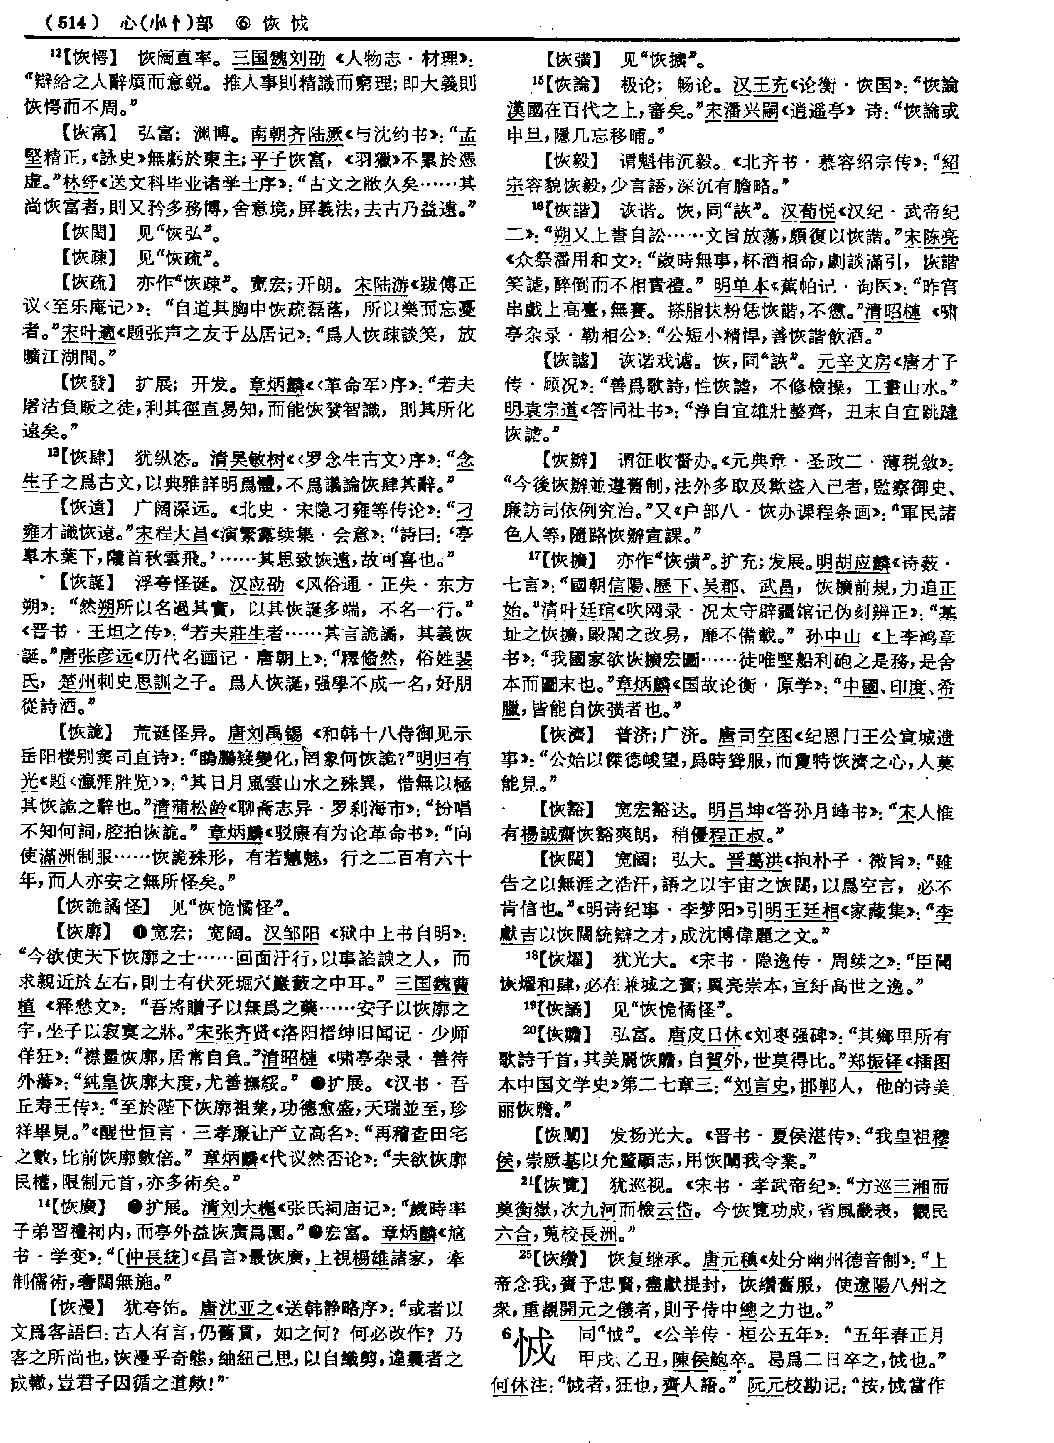 (514) 心(小忄)部 ⑥ 恢 㤜
12【恢愕】 恢阔直率。三国魏刘劭《人物志·材理》:
“辯给之人辭煩而意鋭。推人事則精識而窮理;即大義則
恢愕而不周。”
【恢富】 弘富;渊博。南朝齐陆厥《与沈约书》:“孟
堅精正,《詠史》無虧於東主;平子恢富,《羽獵》不累於憑
虚。”林纾《送文科毕业诸学士序》:“古文之敝久矣……其
尚恢富者,則又矜多務博,舍意境,屏義法,去古乃益遠。”
【恢閎】 见“恢弘”。
【恢疎】 见“恢疏”。
【恢疏】 亦作“恢疎”。宽宏;开朗。宋陆游《跋傅正
议〈至乐庵记〉》:“自道其胸中恢疏磊落,所以樂而忘憂
者。”宋叶適《题张声之友于丛居记》:“爲人恢疎談笑,放
曠江湖間。”
【恢發】 扩展;开发。章炳麟《〈革命军〉序》:“若夫
屠沽負販之徒,利其徑直易知,而能恢發智識,則其所化
遠矣。”
13【恢肆】 犹纵恣。清吴敏树《〈罗念生古文〉序》:“念
生子之爲古文,以典雅詳明爲體,不爲議論恢肆其辭。”
【恢遠】 广阔深远。《北史·宋隐刁雍等传论》:“刁
雍才識恢遠。”宋程大昌《演繁露续集·会意》:“詩曰:‘亭
皋木葉下,隴首秋雲飛。’……其思致恢遠,故可喜也。”
【恢誕】 浮夸怪诞。汉应劭《风俗通·正失·东方
朔》:“然朔所以名過其實,以其恢誕多端,不名一行。”
《晋书·王坦之传》:“若夫莊生者……其言詭譎,其義恢
誕。”唐张彦远《历代名画记·唐朝上》:“釋翛然,俗姓裴
氏,楚州刺史思訓之子。爲人恢誕,强學不成一名,好朋
從詩酒。”
【恢詭】 荒诞怪异。唐刘禹锡《和韩十八侍御见示
岳阳楼别窦司直诗》:“鵾鵬疑變化,罔象何恢詭?”明归有
光《题〈瀛涯胜览〉》:“其日月風雲山水之殊異,惜無以極
其恢詭之辭也。”清蒲松龄《聊斋志异·罗刹海市》:“扮唱
不知何詞,腔拍恢詭。”章炳麟《驳康有为论革命书》:“向
使滿洲制服……恢詭殊形,有若魑魅,行之二百有六十
年,而人亦安之無所怪矣。”
【恢詭譎怪】 见“恢恑憰怪”。
【恢廓】 ❶宽宏;宽阔。汉邹阳《狱中上书自明》:
“今欲使天下恢廓之士……回面汙行,以事諂諛之人,而
求親近於左右,則士有伏死堀穴巖藪之中耳。”三国魏曹
植《释愁文》:“吾將贈子以無爲之藥……安子以恢廓之
宇,坐子以寂寞之牀。”宋张齐贤《洛阳搢绅旧闻记·少师
佯狂》:“襟量恢廓,居常自負。”清昭槤《啸亭杂录·善待
外藩》:“純皇恢廓大度,尤善撫綏。” ❷扩展。《汉书·吾
丘寿王传》:“至於陛下恢廓祖業,功德愈盛,天瑞並至,珍
祥畢見。”《醒世恒言·三孝廉让产立高名》:“再稽查田宅
之數,比前恢廓數倍。”章炳麟《代议然否论》:“夫欲恢廓
民權,限制元首,亦多術矣。”
14【恢廣】 ❶扩展。清刘大櫆《张氏祠庙记》:“歲時率
子弟習禮祠内,而亭外益恢廣爲園。”❷宏富。章炳麟《訄
书·学变》:“〔仲長統〕《昌言》最恢廣,上視楊雄諸家,牽
制儒術,奢闊無施。”
【恢漫】 犹夸饰。唐沈亚之《送韩静略序》:“或者以
文爲客語曰:古人有言,仍舊貫,如之何?何必改作?乃
客之所尚也,恢漫乎奇態,紬紐己思,以自織剪,違曩者之
成轍,豈君子因循之道歟!”
【恢彉】 见“恢擴”。
15【恢論】 极论;畅论。汉王充《论衡·恢国》:“恢論
漢國在百代之上,審矣。”宋潘兴嗣《逍遥亭》诗:“恢論或
申旦,隱几忘移晡。”
【恢毅】 谓魁伟沉毅。《北齐书·慕容绍宗传》:“紹
宗容貌恢毅,少言語,深沉有膽略。”
16【恢諧】 诙谐。恢,同“詼”。汉荀悦《汉纪·武帝纪
二》:“朔又上書自訟……文旨放蕩,頗復以恢諧。”宋陈亮
《众祭潘用和文》:“歲時無事,杯酒相命,劇談滿引,恢諧
笑謔,醉倒而不相責禮。”明单本《蕉帕记·询医》:“昨宵
串戲上高臺,無賽。搽脂抹粉恁恢諧,不憊。”清昭槤《啸
亭杂录·勒相公》:“公短小精悍,善恢諧飲酒。”
【恢謔】 诙谐戏谑。恢,同“詼”。元辛文房《唐才子
传·顾况》:“善爲歌詩,性恢謔,不修檢操,工畫山水。”
明袁宗道《答同社书》:“淨自宜雄壯整齊,丑末自宜跳踺
恢謔。”
【恢辦】 谓征收督办。《元典章·圣政二·薄税敛》:
“今後恢辦並遵舊制,法外多取及欺盗入己者,監察御史、
廉訪司依例究治。”又《户部八·恢办课程条画》:“軍民諸
色人等,隨路恢辦宣課。”
17【恢擴】 亦作“恢彉”。扩充;发展。明胡应麟《诗薮·
七言》:“國朝信陽、歷下、吴郡、武昌,恢擴前規,力追正
始。”清叶廷琯《吹网录·况太守辟疆馆记伪刻辨正》:“基
址之恢擴,殿閣之改易,靡不備載。”孙中山《上李鸿章
书》:“我國家欲恢擴宏圖……徒唯堅船利砲之是務,是舍
本而圖末也。”章炳麟《国故论衡·原学》:“中國、印度、希
臘,皆能自恢彉者也。”
【恢濟】 普济;广济。唐司空图《纪恩门王公宣城遗
事》:“公始以傑德峻望,爲時聳服,而夐特恢濟之心,人莫
能見。”
【恢豁】 宽宏豁达。明吕坤《答孙月峰书》:“宋人惟
有楊誠齋恢豁爽朗,稍優程正叔。”
【恢闊】 宽阔;弘大。晋葛洪《抱朴子·微旨》:“雖
告之以無涯之浩汗,語之以宇宙之恢闊,以爲空言,必不
肯信也。”《明诗纪事·李梦阳》引明王廷相《家藏集》:“李
獻吉以恢闊統辯之才,成沈博偉麗之文。”
18【恢燿】 犹光大。《宋书·隐逸传·周续之》:“臣聞
恢燿和肆,必在兼城之寶;翼亮崇本,宣紆高世之逸。”
19【恢譎】 见“恢恑憰怪”。
20【恢贍】 弘富。唐皮日休《刘枣强碑》:“其鄉里所有
歌詩千首,其美麗恢贍,自賀外,世莫得比。”郑振铎《插图
本中国文学史》第二七章三:“刘言史,邯郸人,他的诗美
丽恢赡。”
【恢闡】 发扬光大。《晋书·夏侯湛传》:“我皇祖穆
侯,崇厥基以允釐顯志,用恢闡我令業。”
21【恢覽】 犹巡视。《宋书·孝武帝纪》:“方巡三湘而
奠衡嶽,次九河而檢云岱。今恢覽功成,省風畿表,觀民
六合,蒐校長洲。”
25【恢纘】 恢复继承。唐元稹《处分幽州德音制》:“上
帝念我,賚予忠賢,盡獻提封,恢纘舊服,使遼陽八州之
衆,重覩開元之儀者,則予侍中總之力也。”
6㤜 同“怴”。《公羊传·桓公五年》:“五年春正月
甲戌、乙丑,陳侯鮑卒。曷爲二日卒之,㤜也。”
何休注:“㤜者,狂也,齊人語。”阮元校勘记:“按,㤜當作